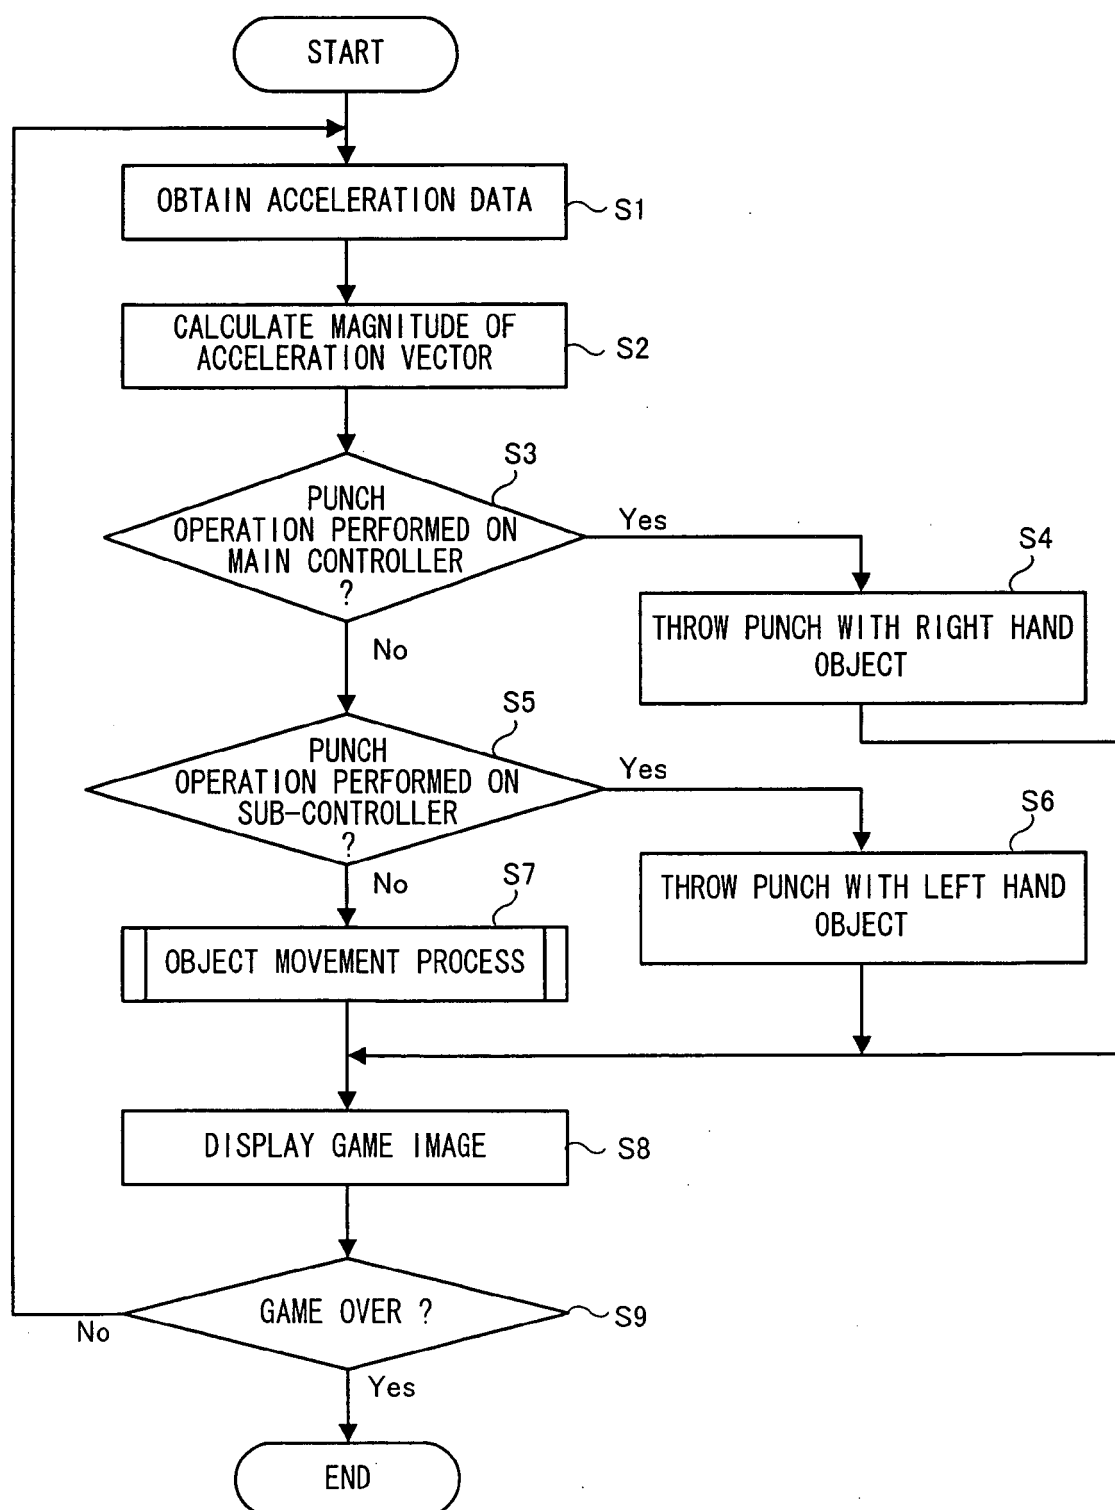 START
OBTAIN ACCELERATION DATA
S1
CALCULATE MAGNITUDE OF
ACCELERATION VECTOR
S2
S3
PUNCH
OPERATION PERFORMED ON
MAIN CONTROLLER
?
Yes
No
S4
THROW PUNCH WITH RIGHT HAND
OBJECT
S5
PUNCH
OPERATION PERFORMED ON
SUB-CONTROLLER
?
Yes
No
S6
THROW PUNCH WITH LEFT HAND
OBJECT
S7
OBJECT MOVEMENT PROCESS
DISPLAY GAME IMAGE
S8
GAME OVER ?
S9
No
Yes
END